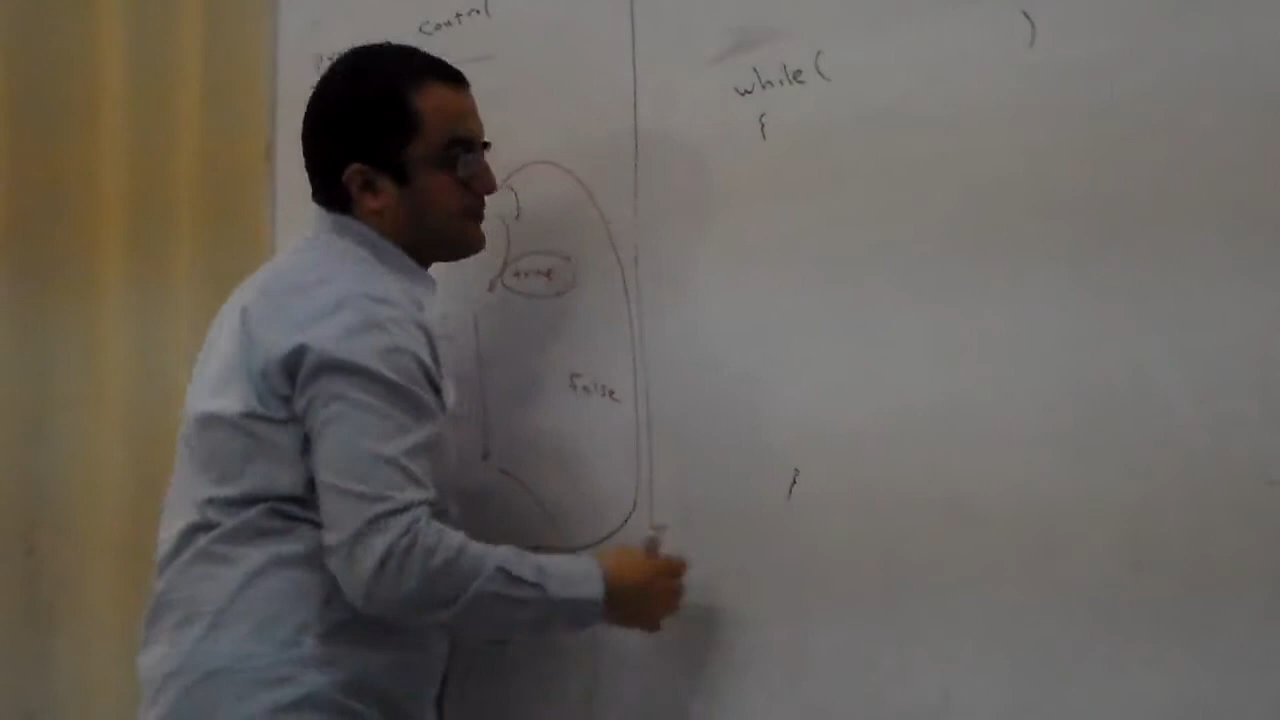 Control
true
False
while(          )
{
}